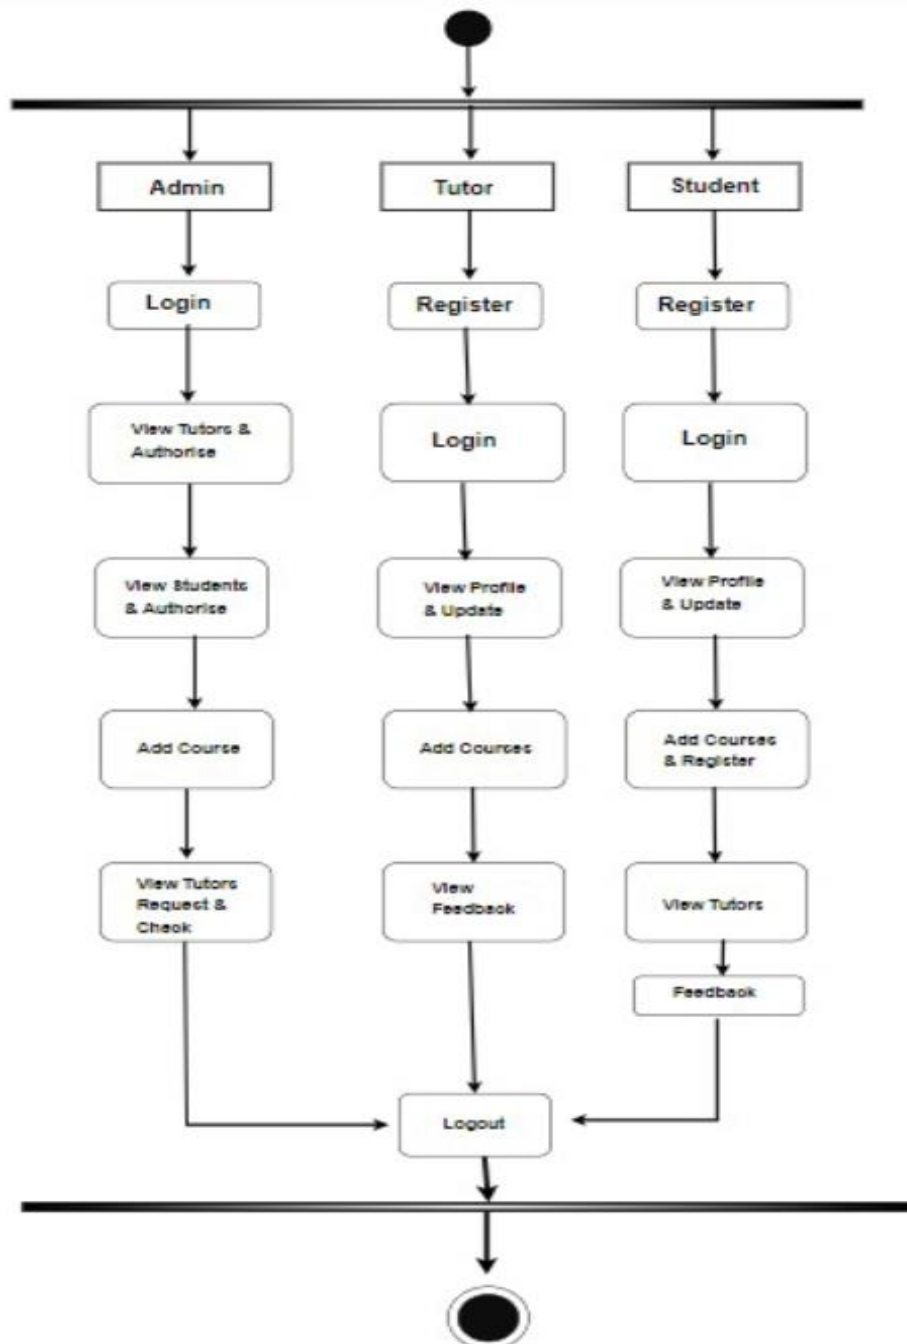 Admin
Tutor
Student
Login
Register
Register
View Tutors &
Authorise
Login
Login
View Students
& Authorise
View Profile
& Update
View Profile
& Update
Add Course
Add Courses
Add Courses
& Register
View Tutors
Request &
Check
View
Feedback
View Tutors
Feedback
Logout